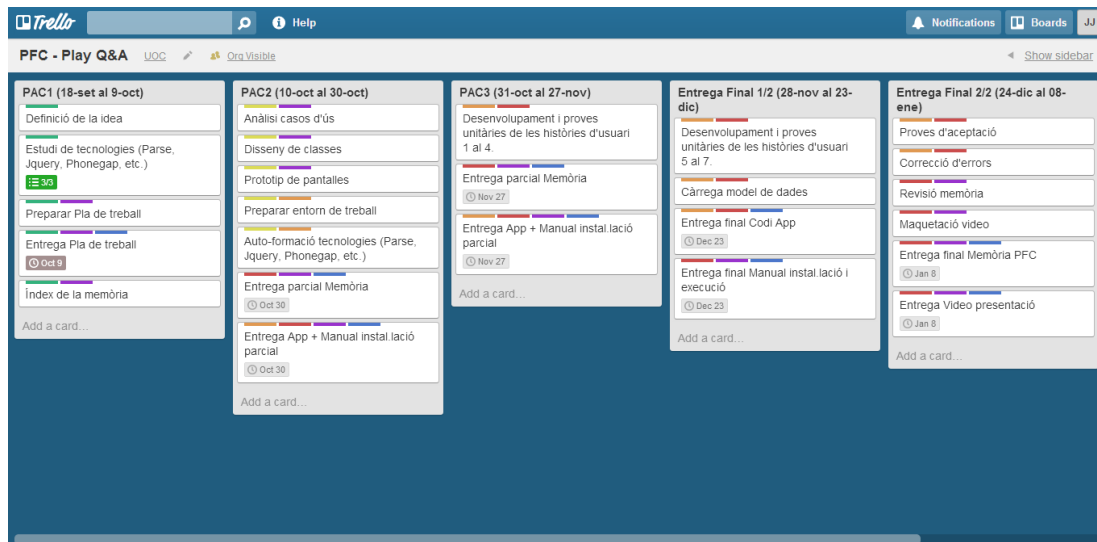 Trello
Help
Notifications
Boards
JJ
PFC - Play Q&A
UOC
Org Visible
Show sidebar
PAC1 (18-set al 9-oct)
Definició de la idea
Estudi de tecnologies (Parse,
Jquery, Phonegap, etc.)
3/3
Preparar Pla de treball
Entrega Pla de treball
Oct 9
Índex de la memòria
Add a card...
PAC2 (10-oct al 30-oct)
Anàlisi casos d'ús
Disseny de classes
Prototip de pantalles
Preparar entorn de treball
Auto-formació tecnologies (Parse,
Jquery, Phonegap, etc.)
Entrega parcial Memòria
Oct 30
Entrega App + Manual instal.lació
parcial
Oct 30
Add a card...
PAC3 (31-oct al 27-nov)
Desenvolupament i proves
unitàries de les històries d'usuari
1 al 4.
Entrega parcial Memòria
Nov 27
Entrega App + Manual instal.lació
parcial
Nov 27
Add a card...
Entrega Final 1/2 (28-nov al 23-
dic)
Desenvolupament i proves
unitàries de les històries d'usuari
5 al 7.
Càrrega model de dades
Entrega final Codi App
Dec 23
Entrega final Manual instal.lació i
execució
Dec 23
Add a card...
Entrega Final 2/2 (24-dic al 08-
ene)
Proves d'aceptació
Correcció d'errors
Revisió memòria
Maquetació video
Entrega final Memòria PFC
Jan 8
Entrega Video presentació
Jan 8
Add a card...